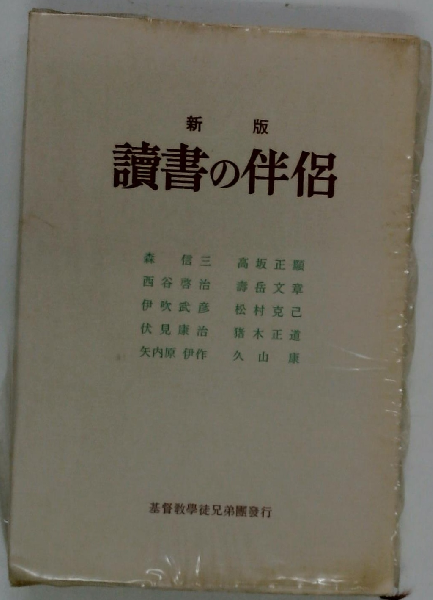 新版
讀書の伴侶
森信三 高坂正顯
西谷啓治 壽岳文章
伊吹武彦 松村克己
伏見康治 猪木正道
矢内原伊作 久山康
基督教學徒兄弟團發行